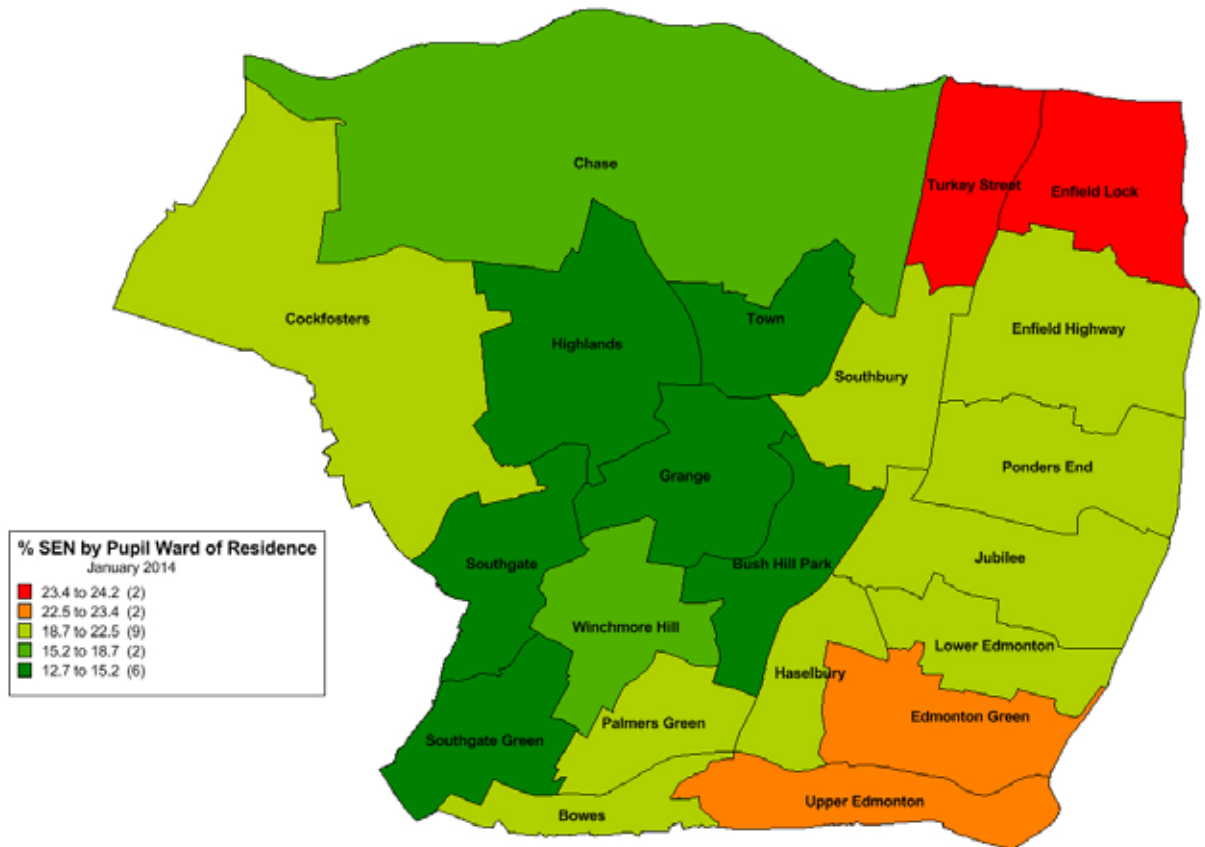 Chase
Turkey Street
Enfield Lock
Cockfosters
Town
Enfield Highway
Highlands
Southbury
Ponders End
Grange
% SEN by Pupil Ward of Residence
January 2014
23.4 to 24.2 (2)
22.5 to 23.4 (2)
18.7 to 22.5 (9)
15.2 to 18.7 (2)
12.7 to 15.2 (6)
Southgate
Bush Hill Park
Jubilee
Winchmore Hill
Lower Edmonton
Haselbury
Palmers Green
Edmonton Green
Southgate Green
Upper Edmonton
Bowes